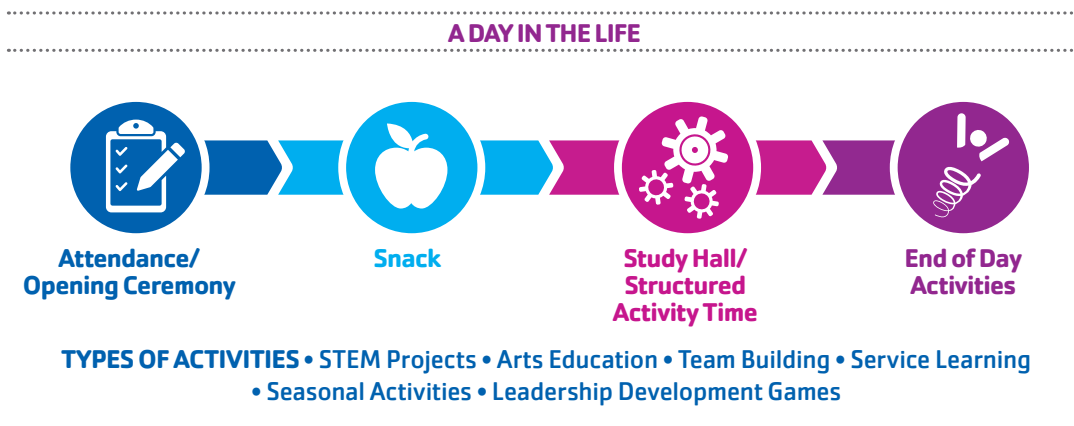 A DAY IN THE LIFE
Attendance/
Opening Ceremony
Snack
Study Hall/
Structured
Activity Time
End of Day
Activities
TYPES OF ACTIVITIES • STEM Projects • Arts Education • Team Building • Service Learning
• Seasonal Activities • Leadership Development Games